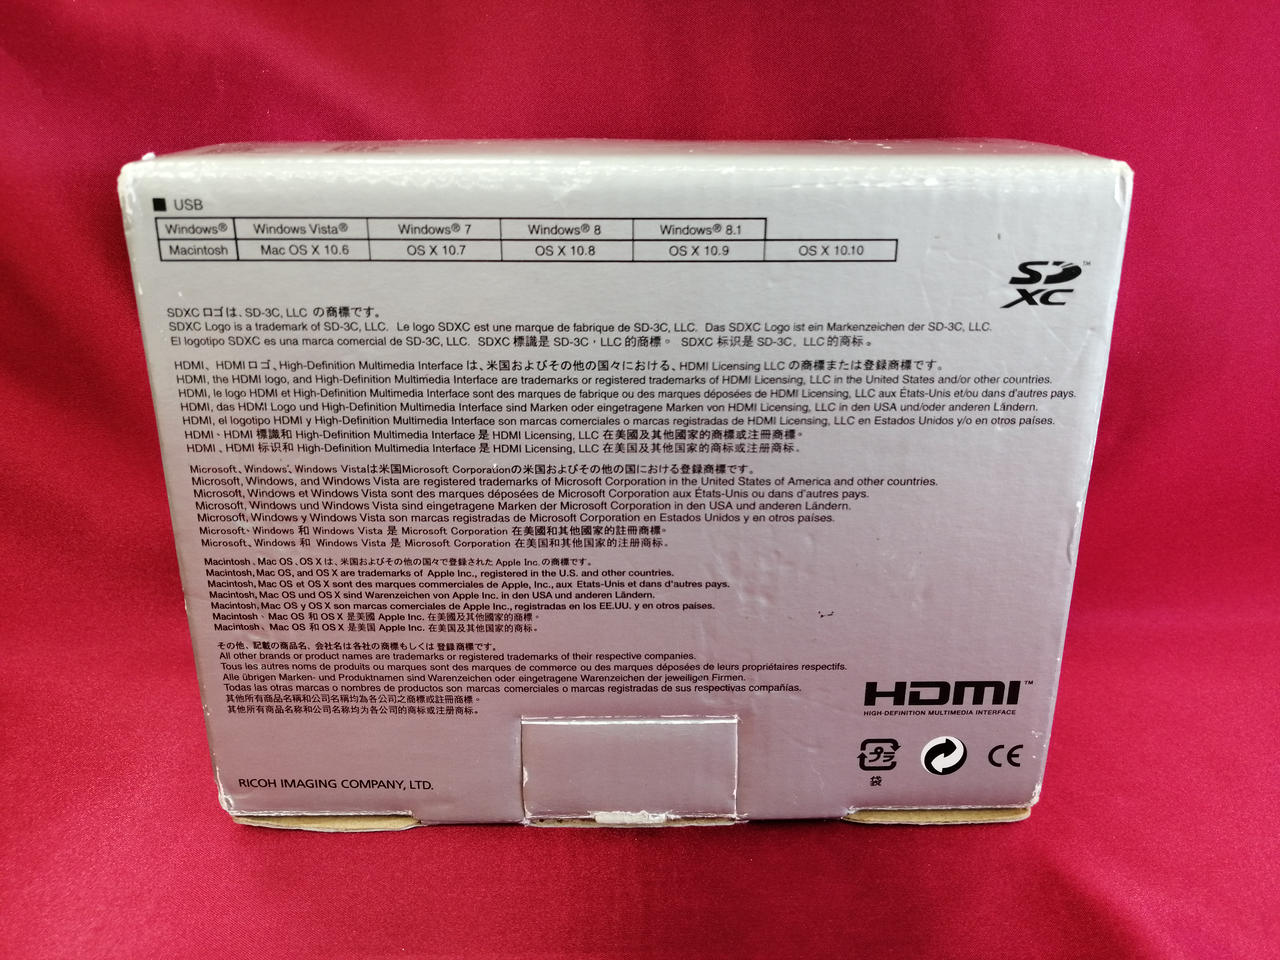 ■ USB
Windows® Windows Vista® Windows® 7 Windows® 8 Windows® 8.1
Macintosh Mac OS X 10.6 OS X 10.7 OS X 10.8 OS X 10.9 OS X 10.10
SD XC ™
SDXC ロゴは、SD-3C, LLC の商標です。
SDXC Logo is a trademark of SD-3C, LLC. Le logo SDXC est une marque de fabrique de SD-3C, LLC. Das SDXC Logo ist ein Markenzeichen der SD-3C, LLC.
El logotipo SDXC es una marca comercial de SD-3C, LLC. SDXC 標識是 SD-3C，LLC 的商標。 SDXC 标识是 SD-3C, LLC 的商标。
HDMI、HDMI ロゴ、High-Definition Multimedia Interface は、米国およびその他の国々における、HDMI Licensing LLC の商標または登録商標です。
HDMI, the HDMI logo, and High-Definition Multimedia Interface are trademarks or registered trademarks of HDMI Licensing, LLC in the United States and/or other countries.
HDMI, le logo HDMI et High-Definition Multimedia Interface sont des marques de fabrique ou des marques déposées de HDMI Licensing, LLC aux États-Unis et/ou dans d'autres pays.
HDMI, das HDMI Logo und High-Definition Multimedia Interface sind Marken oder eingetragene Marken von HDMI Licensing, LLC in den USA und/oder anderen Ländern.
HDMI, el logotipo HDMI y High-Definition Multimedia Interface son marcas comerciales o marcas registradas de HDMI Licensing, LLC en Estados Unidos y/o en otros países.
HDMI、HDMI 標識和 High-Definition Multimedia Interface 是 HDMI Licensing, LLC 在美國及其他國家的商標或注冊商標。
HDMI、HDMI 标识和 High-Definition Multimedia Interface 是 HDMI Licensing, LLC 在美国及其他国家的商标或注册商标。
Microsoft、Windows、Windows Vistaは米国Microsoft Corporationの米国およびその他の国における登録商標です。
Microsoft, Windows, and Windows Vista are registered trademarks of Microsoft Corporation in the United States of America and other countries.
Microsoft, Windows et Windows Vista sont des marques déposées de Microsoft Corporation aux États-Unis ou dans d'autres pays.
Microsoft, Windows und Windows Vista sind eingetragene Marken der Microsoft Corporation in den USA und anderen Ländern.
Microsoft, Windows y Windows Vista son marcas registradas de Microsoft Corporation en Estados Unidos y en otros países.
Microsoft、Windows 和 Windows Vista 是 Microsoft Corporation 在美國和其他國家的註冊商標。
Microsoft、Windows 和 Windows Vista 是 Microsoft Corporation 在美国和其他国家的注册商标。
Macintosh、Mac OS、OS X は、米国およびその他の国々で登録された Apple Inc. の商標です。
Macintosh, Mac OS, and OS X are trademarks of Apple Inc., registered in the U.S. and other countries.
Macintosh, Mac OS et OS X sont des marques commerciales de Apple, Inc., aux Etats-Unis et dans d'autres pays.
Macintosh, Mac OS und OS X sind Warenzeichen von Apple Inc. in den USA und anderen Ländern.
Macintosh, Mac OS y OS X son marcas comerciales de Apple Inc., registradas en los EE.UU. y en otros países.
Macintosh、Mac OS 和 OS X 是美國 Apple Inc. 在美國及其他國家的商標。
Macintosh、Mac OS 和 OS X 是美国 Apple Inc. 在美国及其他国家的商标。
その他、記載の商品名、会社名は各社の商標もしくは登録商標です。
All other brands or product names are trademarks or registered trademarks of their respective companies.
Tous les autres noms de produits ou marques sont des marques de commerce ou des marques déposées de leurs propriétaires respectifs.
Alle übrigen Marken- und Produktnamen sind Warenzeichen oder eingetragene Warenzeichen der jeweiligen Firmen.
Todas las otras marcas o nombres de productos son marcas comerciales o marcas registradas de sus respectivas compañías.
其他所有商品名稱和公司名稱均為各公司之商標或註冊商標。
其他所有商品名称和公司名称均为各公司的商标或注册商标。
HDMI™
HIGH-DEFINITION MULTIMEDIA INTERFACE
プラ CE
袋
RICOH IMAGING COMPANY, LTD.